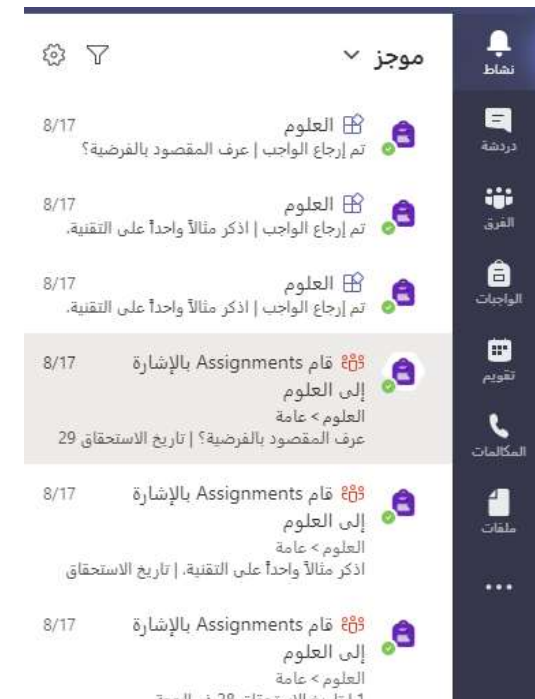 موجز
نشاط
دردشة
الفرق
الواجبات
تقويم
المكالمات
ملفات
العلوم 8/17
تم إرجاع الواجب | عرف المقصود بالفرضية؟
العلوم 8/17
تم إرجاع الواجب | اذكر مثالاً واحداً على التقنية.
العلوم 8/17
تم إرجاع الواجب | اذكر مثالاً واحداً على التقنية.
قام Assignments بالإشارة 8/17
إلى العلوم
العلوم > عامة
عرف المقصود بالفرضية؟ | تاريخ الاستحقاق 29
قام Assignments بالإشارة 8/17
إلى العلوم
العلوم > عامة
اذكر مثالاً واحداً على التقنية. | تاريخ الاستحقاق
قام Assignments بالإشارة 8/17
إلى العلوم
العلوم > عامة